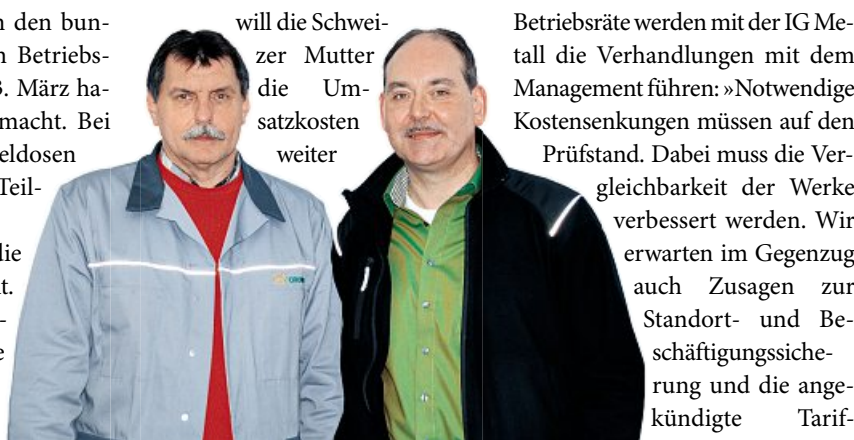 den bun-
Betriebs-
März ha-
macht. Bei
eldosen
Teil-
die
t.
-
e
will die Schwei-
zer Mutter
die Um-
satzkosten
weiter
Betriebsräte werden mit der IG Me-
tall die Verhandlungen mit dem
Management führen: »Notwendige
Kostensenkungen müssen auf den
Prüfstand. Dabei muss die Ver-
gleichbarkeit der Werke
verbessert werden. Wir
erwarten im Gegenzug
auch Zusagen zur
Standort- und Be-
schäftigungssiche-
rung und die ange-
kündigte Tarif-